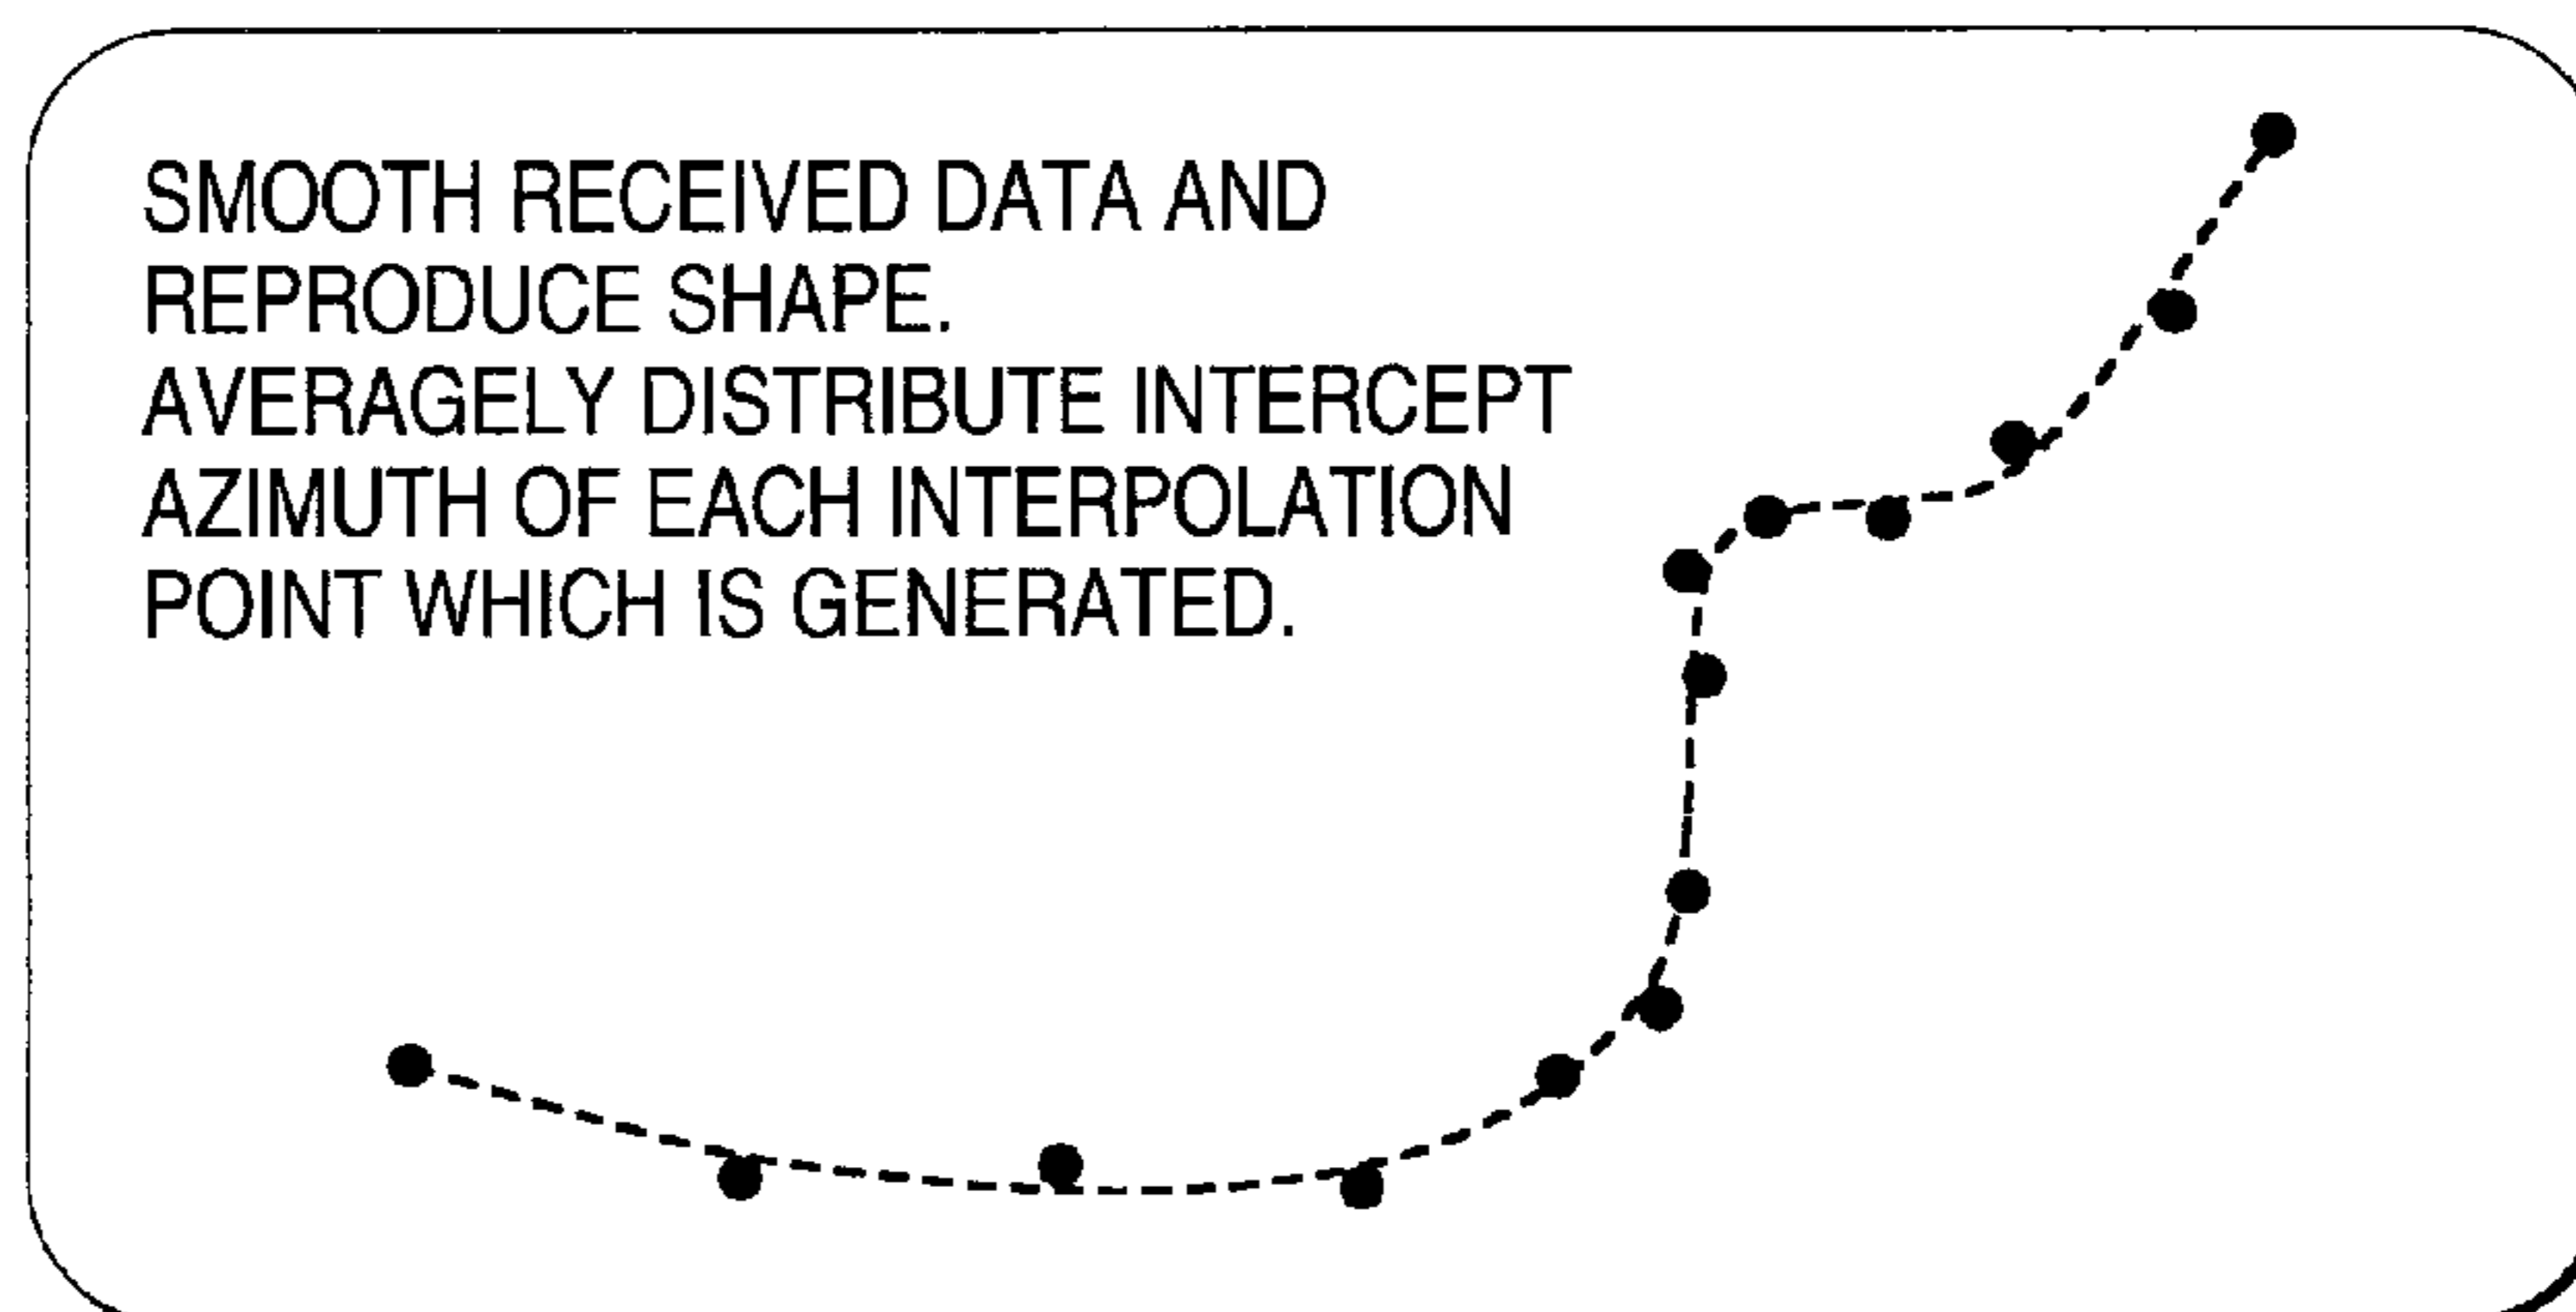 SMOOTH RECEIVED DATA AND
REPRODUCE SHAPE.
AVERAGELY DISTRIBUTE INTERCEPT
AZIMUTH OF EACH INTERPOLATION
POINT WHICH IS GENERATED.